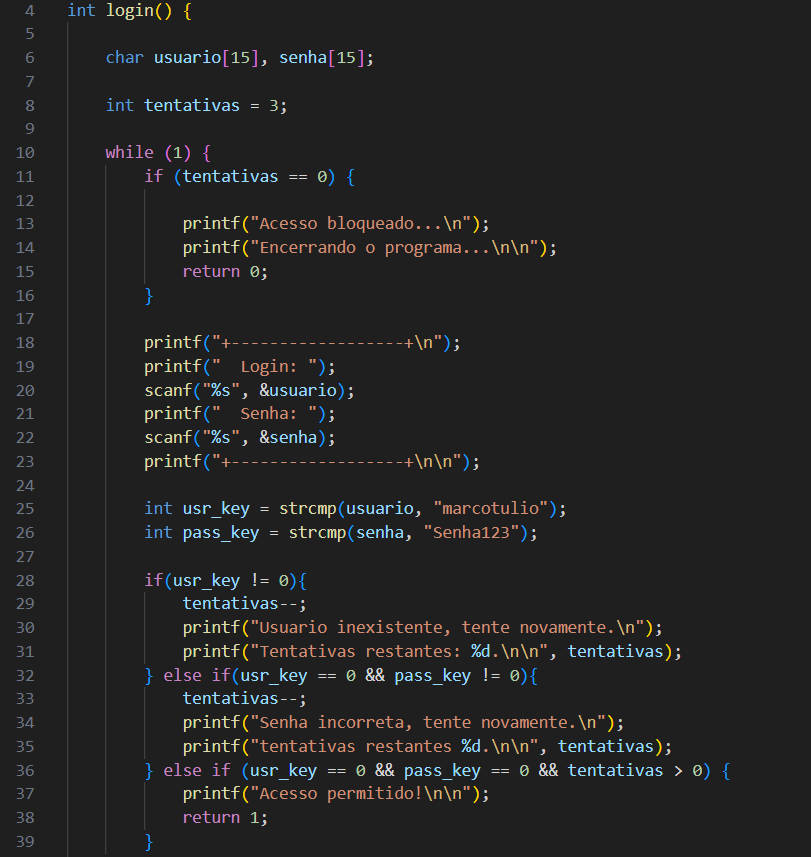 4 int login() {
5
6 char usuario[15], senha[15];
7
8 int tentativas = 3;
9
10 while (1) {
11 if (tentativas == 0) {
12
13 printf("Acesso bloqueado...\n");
14 printf("Encerrando o programa...\n\n");
15 return 0;
16 }
17
18 printf("+------------------+\n");
19 printf("  Login: ");
20 scanf("%s", &usuario);
21 printf("  Senha: ");
22 scanf("%s", &senha);
23 printf("+------------------+\n\n");
24
25 int usr_key = strcmp(usuario, "marcotulio");
26 int pass_key = strcmp(senha, "Senha123");
27
28 if(usr_key != 0){
29 tentativas--;
30 printf("Usuario inexistente, tente novamente.\n");
31 printf("Tentativas restantes: %d.\n\n", tentativas);
32 } else if(usr_key == 0 && pass_key != 0){
33 tentativas--;
34 printf("Senha incorreta, tente novamente.\n");
35 printf("tentativas restantes %d.\n\n", tentativas);
36 } else if (usr_key == 0 && pass_key == 0 && tentativas > 0) {
37 printf("Acesso permitido!\n\n");
38 return 1;
39 }